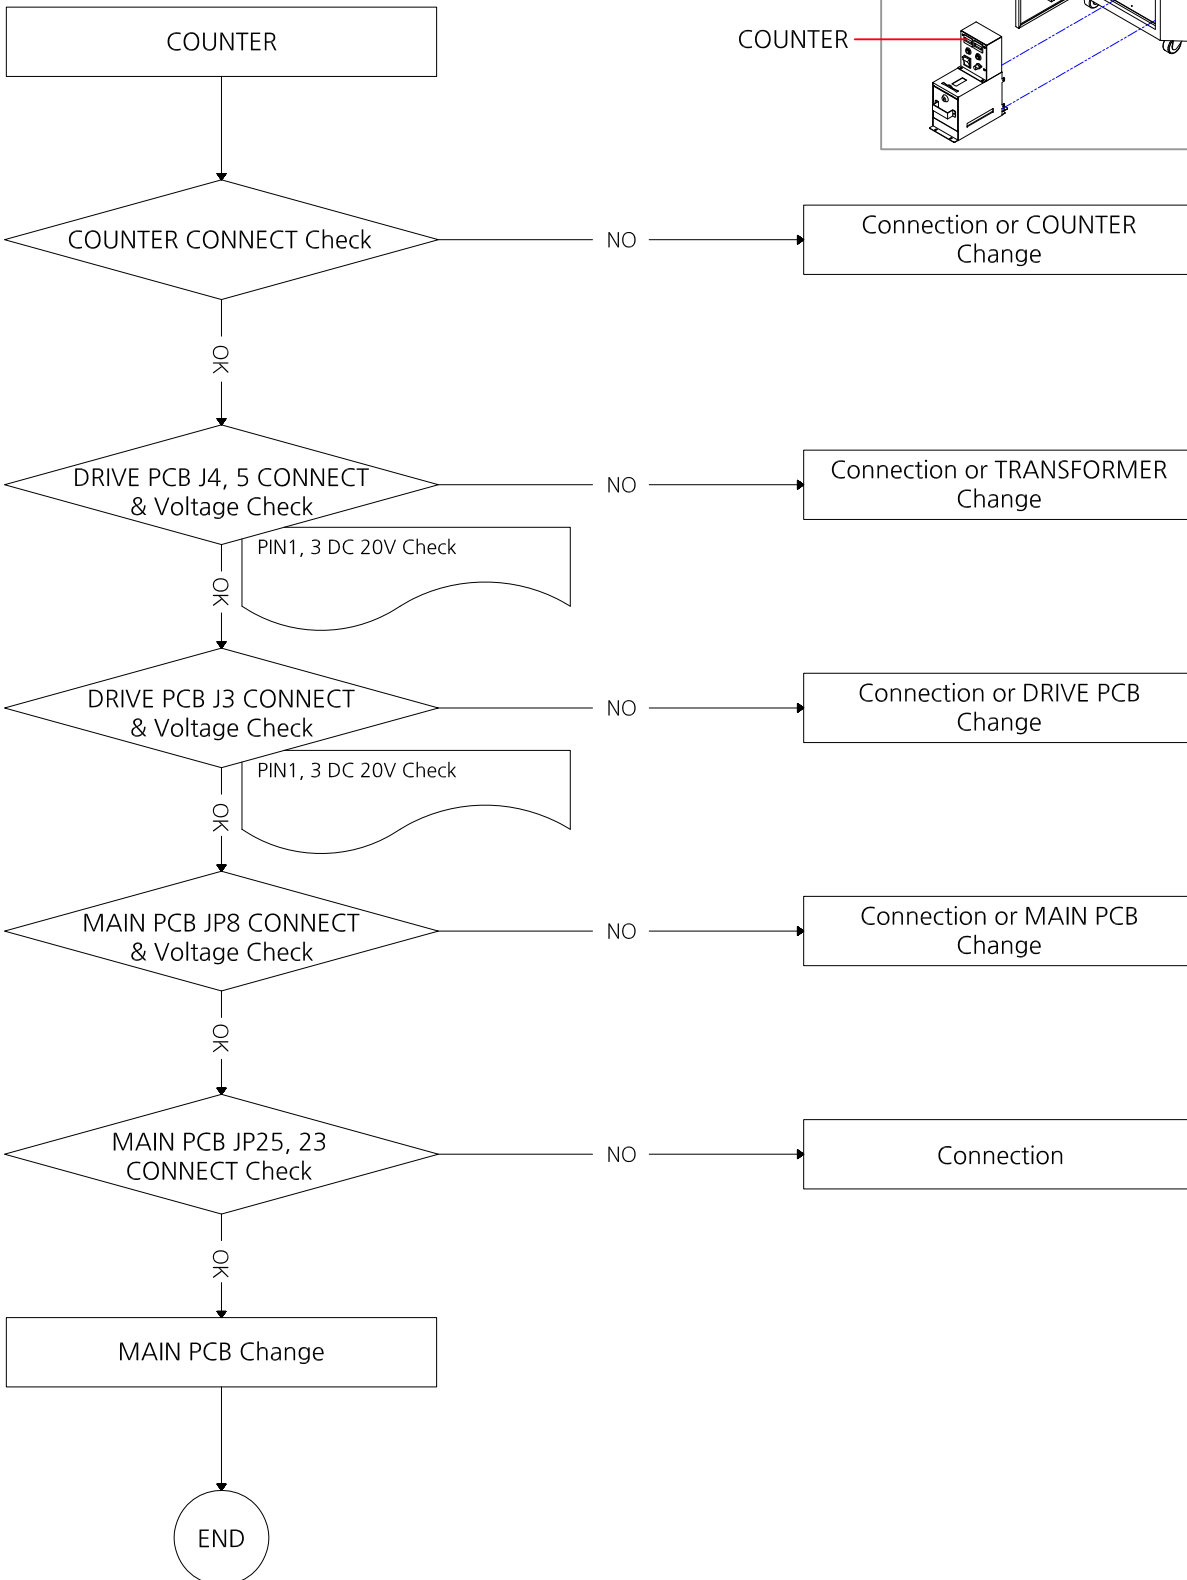 COUNTER
COUNTER
COUNTER CONNECT Check
NO
Connection or COUNTER
Change
OK
DRIVE PCB J4, 5 CONNECT
& Voltage Check
NO
Connection or TRANSFORMER
Change
PIN1, 3 DC 20V Check
OK
DRIVE PCB J3 CONNECT
& Voltage Check
NO
Connection or DRIVE PCB
Change
PIN1, 3 DC 20V Check
OK
MAIN PCB JP8 CONNECT
& Voltage Check
NO
Connection or MAIN PCB
Change
OK
MAIN PCB JP25, 23
CONNECT Check
NO
Connection
OK
MAIN PCB Change
END